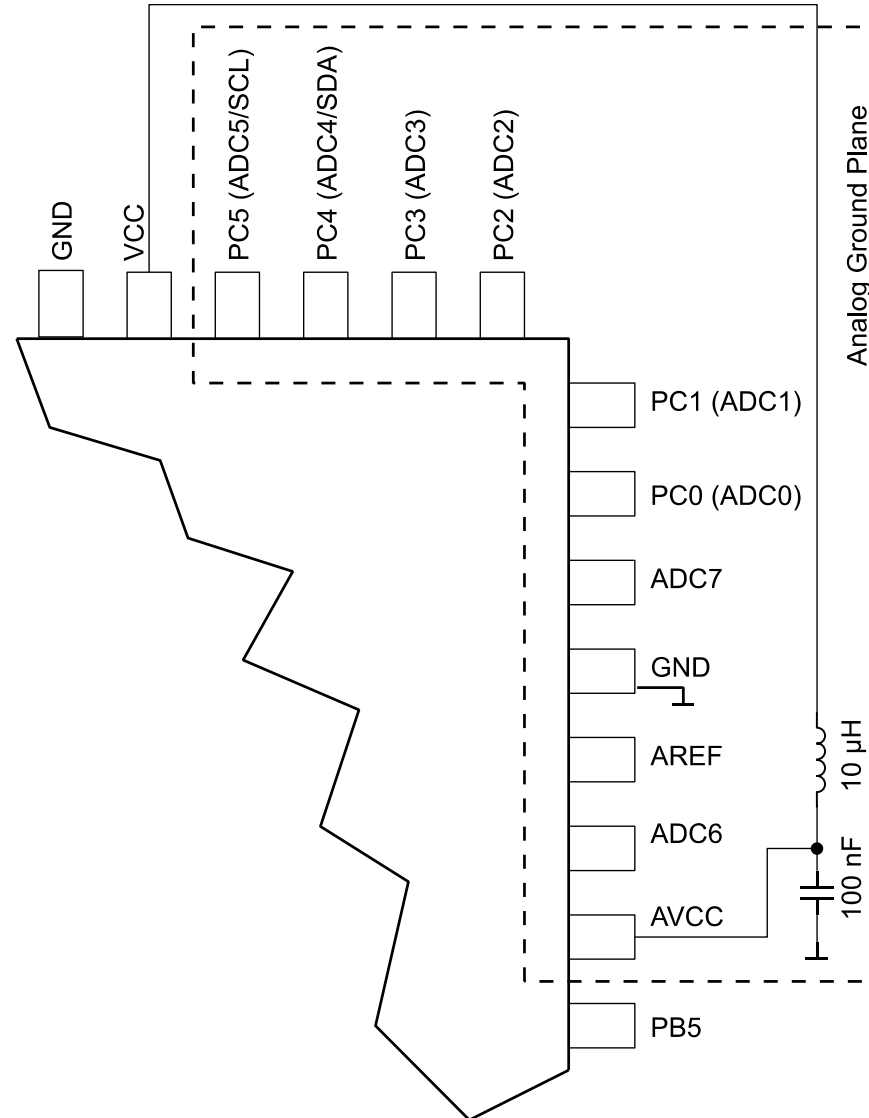 GND
VCC
PC5 (ADC5/SCL)
PC4 (ADC4/SDA)
PC3 (ADC3)
PC2 (ADC2)
Analog Ground Plane
PC1 (ADC1)
PC0 (ADC0)
ADC7
GND
AREF
ADC6
AVCC
PB5
10 µH
100 nF